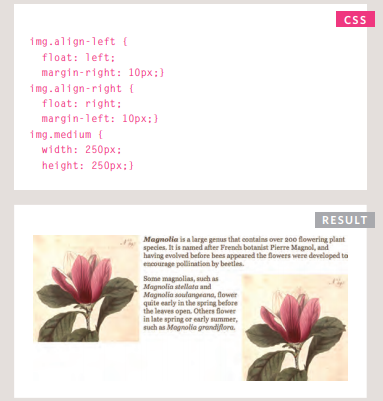 CSS
img.align-left {
float: left;
margin-right: 10px;}
img.align-right {
float: right;
margin-left: 10px;}
img.medium {
width: 250px;
height: 250px;}
RESULT
Magnolia is a large genus that contains over 200 flowering plant
species. It is named after French botanist Pierre Magnol, and
having evolved before bees appeared the flowers were developed to
encourage pollination by beetles.
Some magnolias, such as
Magnolia stellata and
Magnolia soulangeana, flower
quite early in the spring before
the leaves open. Others flower
in late spring or early summer,
such as Magnolia grandiflora.